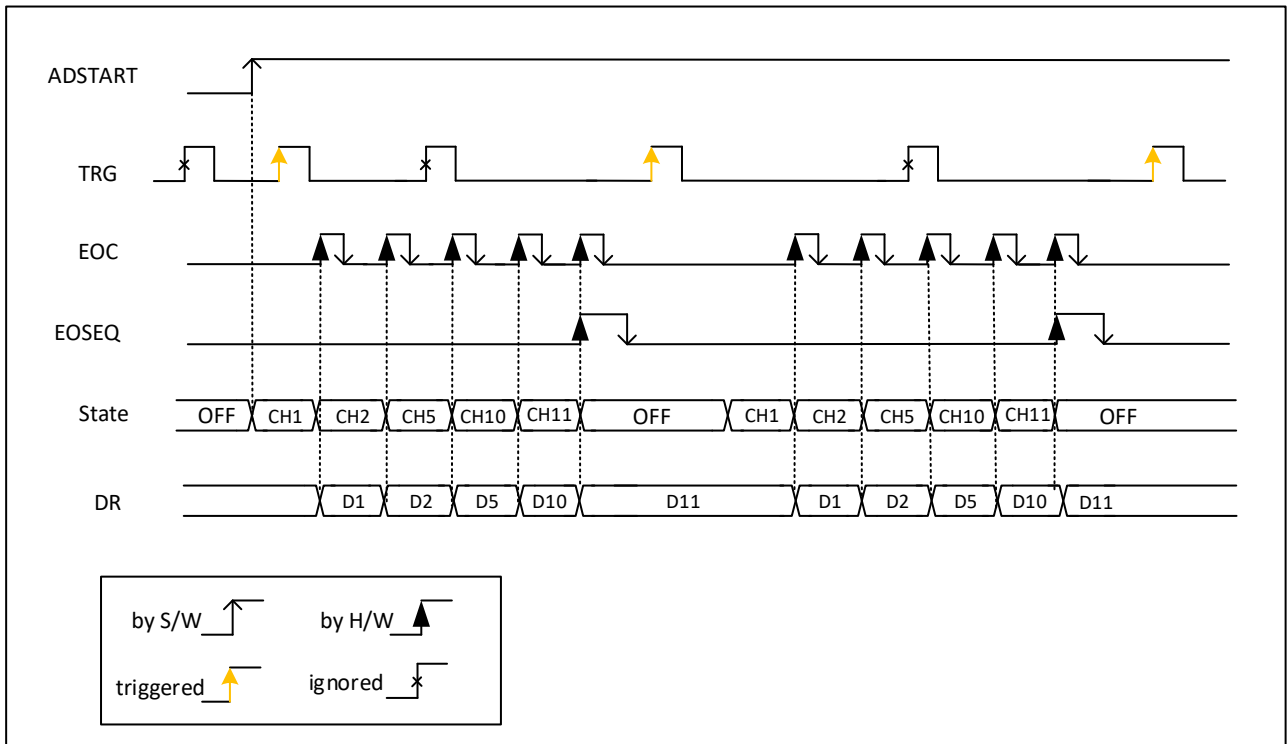 ADSTART
TRG
EOC
EOSEQ
State OFF CH1 CH2 CH5 CH10 CH11 OFF CH1 CH2 CH5 CH10 CH11 OFF
DR D1 D2 D5 D10 D11 D1 D2 D5 D10 D11
by S/W by H/W
triggered ignored